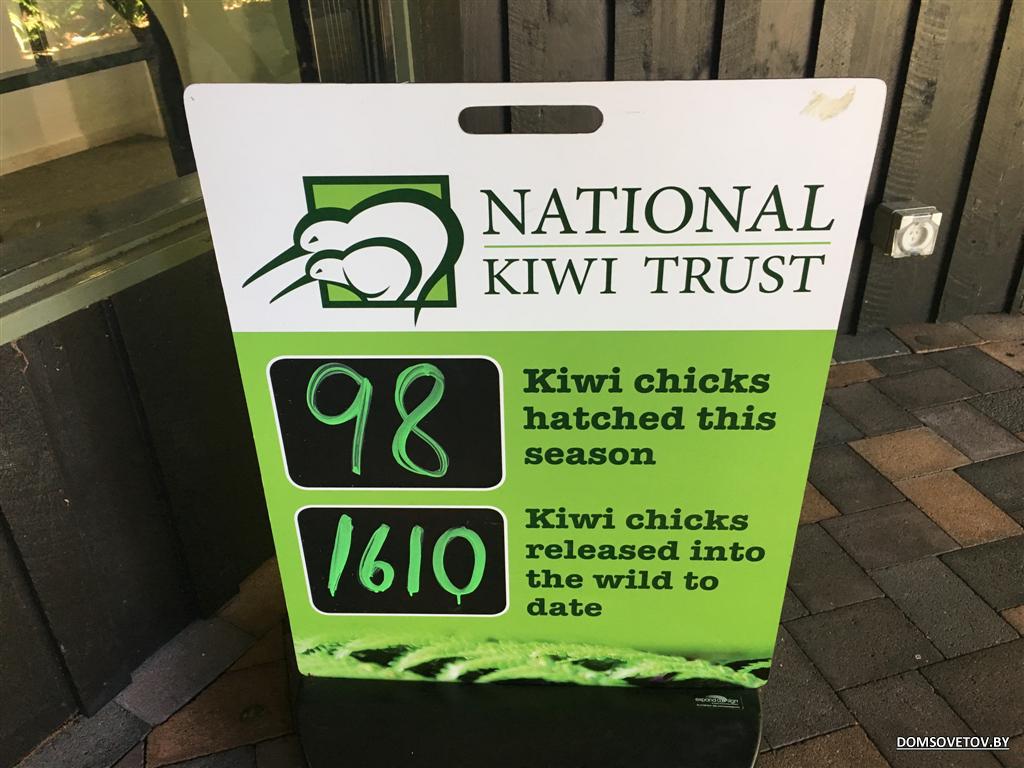 NATIONAL
KIWI TRUST
98
Kiwi chicks
hatched this
season
1610
Kiwi chicks
released into
the wild to
date
DOMSOVETOV.BY